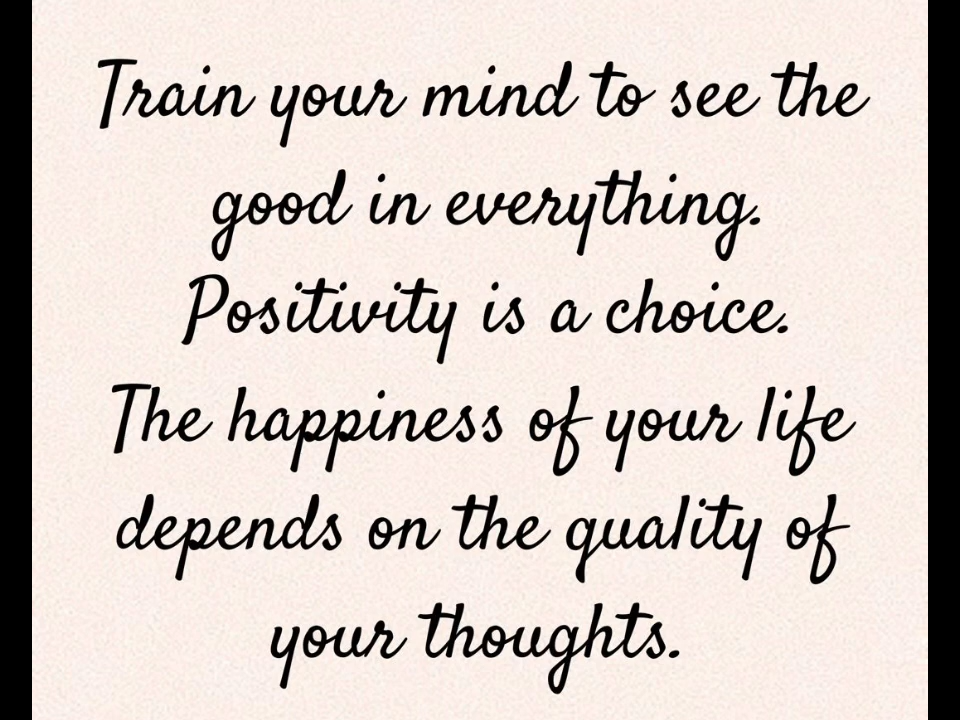 Train your mind to see the
good in everything.
Positivity is a choice.
The happiness of your life
depends on the quality of
your thoughts.